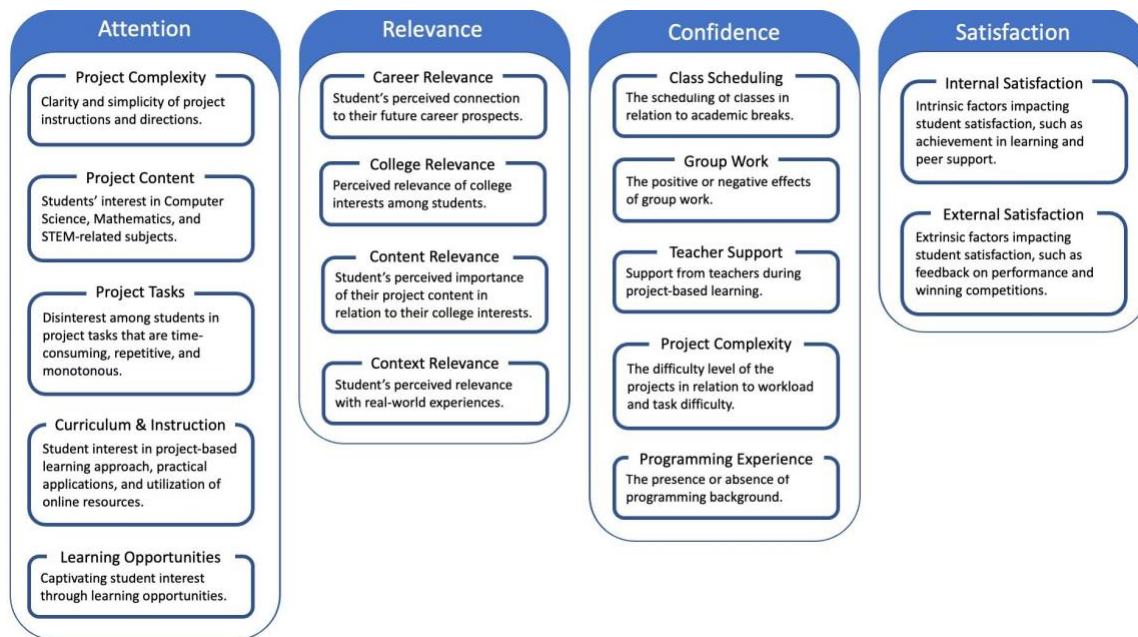 Attention
Project Complexity
Clarity and simplicity of project
instructions and directions.
Project Content
Students’ interest in Computer
Science, Mathematics, and
STEM-related subjects.
Project Tasks
Disinterest among students in
project tasks that are time-
consuming, repetitive, and
monotonous.
Curriculum & Instruction
Student interest in project-based
learning approach, practical
applications, and utilization of
online resources.
Learning Opportunities
Captivating student interest
through learning opportunities.
Relevance
Career Relevance
Student’s perceived connection
to their future career prospects.
College Relevance
Perceived relevance of college
interests among students.
Content Relevance
Student’s perceived importance
of their project content in
relation to their college interests.
Context Relevance
Student’s perceived relevance
with real-world experiences.
Confidence
Class Scheduling
The scheduling of classes in
relation to academic breaks.
Group Work
The positive or negative effects
of group work.
Teacher Support
Support from teachers during
project-based learning.
Project Complexity
The difficulty level of the
projects in relation to workload
and task difficulty.
Programming Experience
The presence or absence of
programming background.
Satisfaction
Internal Satisfaction
Intrinsic factors impacting
student satisfaction, such as
achievement in learning and
peer support.
External Satisfaction
Extrinsic factors impacting
student satisfaction, such as
feedback on performance and
winning competitions.